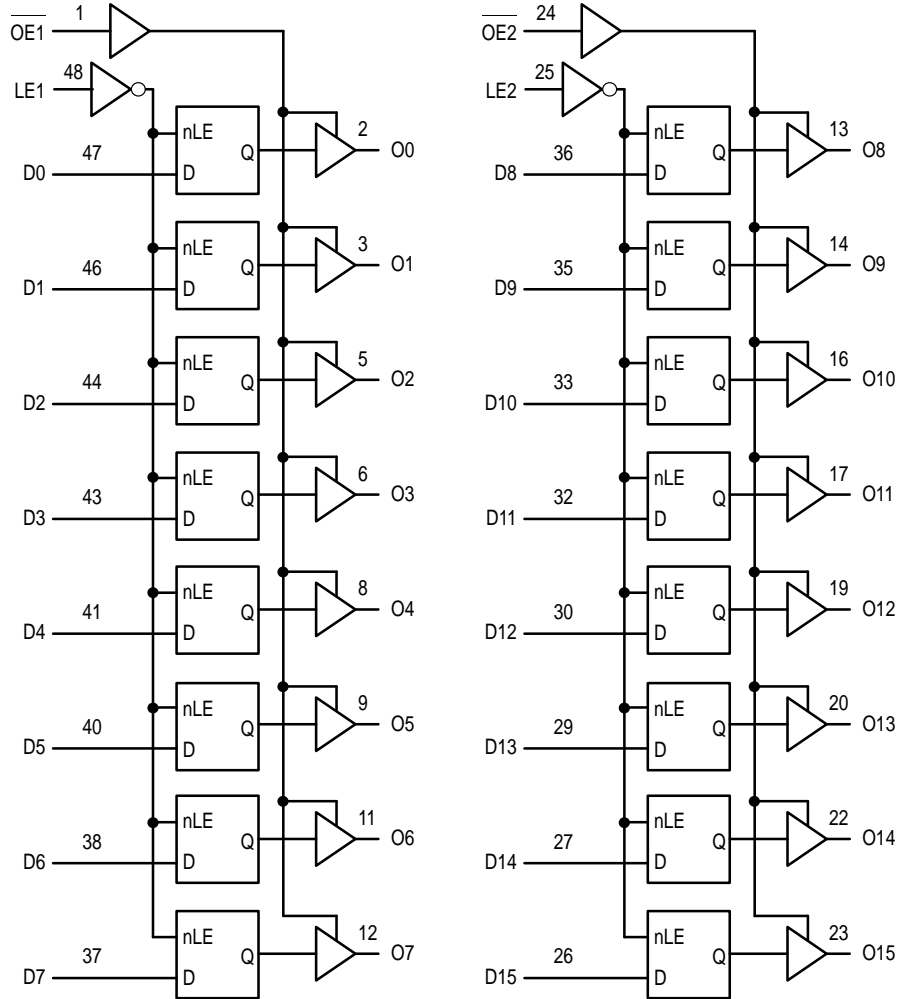 OE1 1
LE1 48
nLE
D0 47 D Q 2 O0
nLE
D1 46 D Q 3 O1
nLE
D2 44 D Q 5 O2
nLE
D3 43 D Q 6 O3
nLE
D4 41 D Q 8 O4
nLE
D5 40 D Q 9 O5
nLE
D6 38 D Q 11 O6
nLE
D7 37 D Q 12 O7
OE2 24
LE2 25
nLE
D8 36 D Q 13 O8
nLE
D9 35 D Q 14 O9
nLE
D10 33 D Q 16 O10
nLE
D11 32 D Q 17 O11
nLE
D12 30 D Q 19 O12
nLE
D13 29 D Q 20 O13
nLE
D14 27 D Q 22 O14
nLE
D15 26 D Q 23 O15